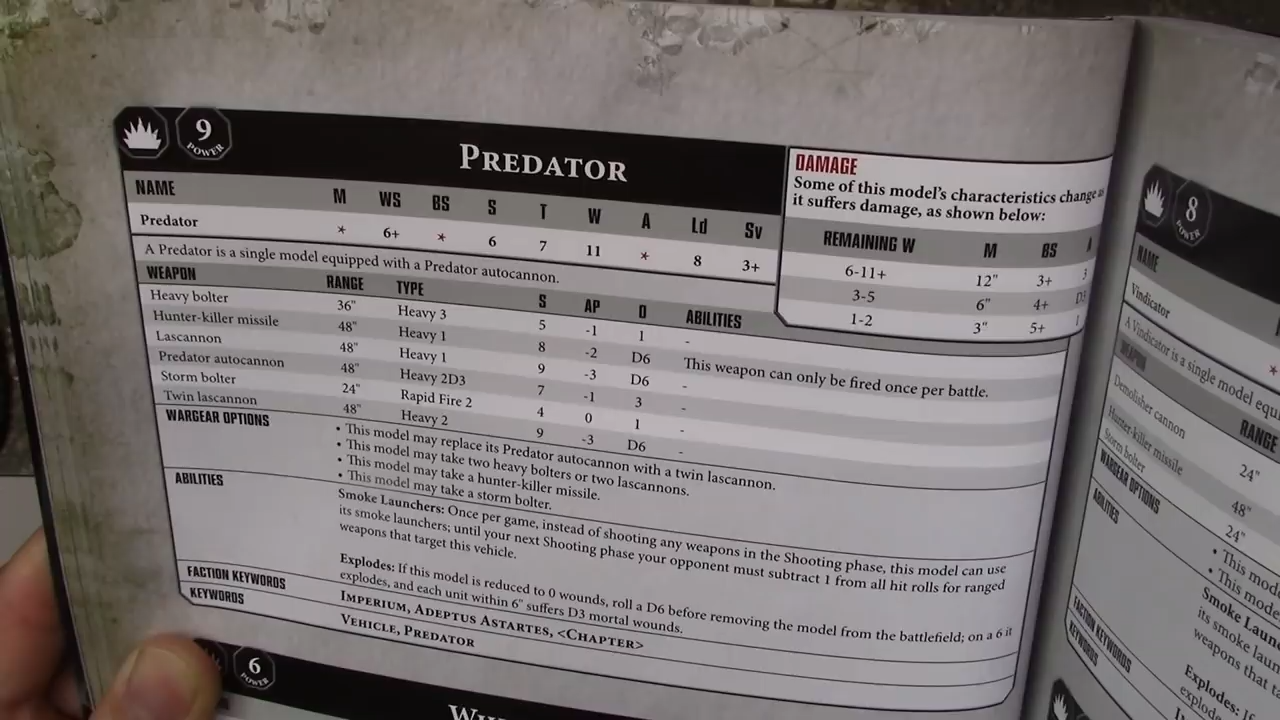 9
POWER
PREDATOR
NAME M WS BS S T W A Ld Sv
Predator * 6+ * 6 7 11 * 8 3+
A Predator is a single model equipped with a Predator autocannon.
DAMAGE
Some of this model's characteristics change as
it suffers damage, as shown below:
REMAINING W M BS A
6-11+ 12" 3+ 3
3-5 6" 4+ D3
1-2 3" 5+ 1
WEAPON RANGE TYPE S AP D ABILITIES
Heavy bolter 36" Heavy 3 5 -1 1 -
Hunter-killer missile 48" Heavy 1 8 -2 D6 This weapon can only be fired once per battle.
Lascannon 48" Heavy 1 9 -3 D6 -
Predator autocannon 48" Heavy 2D3 7 -1 3 -
Storm bolter 24" Rapid Fire 2 4 0 1 -
Twin lascannon 48" Heavy 2 9 -3 D6 -
WARGEAR OPTIONS
• This model may replace its Predator autocannon with a twin lascannon.
• This model may take two heavy bolters or two lascannons.
• This model may take a hunter-killer missile.
• This model may take a storm bolter.
ABILITIES
Smoke Launchers: Once per game, instead of shooting any weapons in the Shooting phase, this model can use
its smoke launchers; until your next Shooting phase your opponent must subtract 1 from all hit rolls for ranged
weapons that target this vehicle.
Explodes: If this model is reduced to 0 wounds, roll a D6 before removing the model from the battlefield; on a 6 it
explodes, and each unit within 6" suffers D3 mortal wounds.
FACTION KEYWORDS IMPERIUM, ADEPTUS ASTARTES, <CHAPTER>
KEYWORDS VEHICLE, PREDATOR
6
POWER
8
POWER
NAME
Vindicator *
A Vindicator is a single model equi
WEAPON RANGE
Demolisher cannon 24"
Hunter-killer missile 48"
Storm bolter 24"
WARGEAR OPTIONS
• This mod
• This mode
ABILITIES
Smoke Laun
its smoke lau
weapons that ta
Explodes: If
FACTION KEYWORDS
KEYWORDS